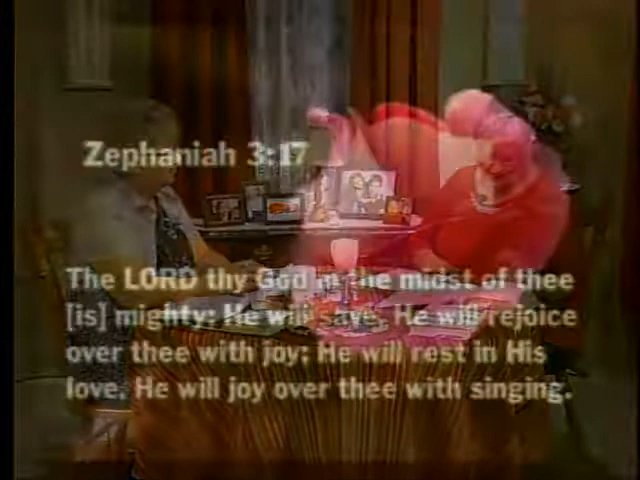 Zephaniah 3:17
The LORD thy God in the midst of thee
[is] mighty; He will save, He will rejoice
over thee with joy; He will rest in His
love, He will joy over thee with singing.